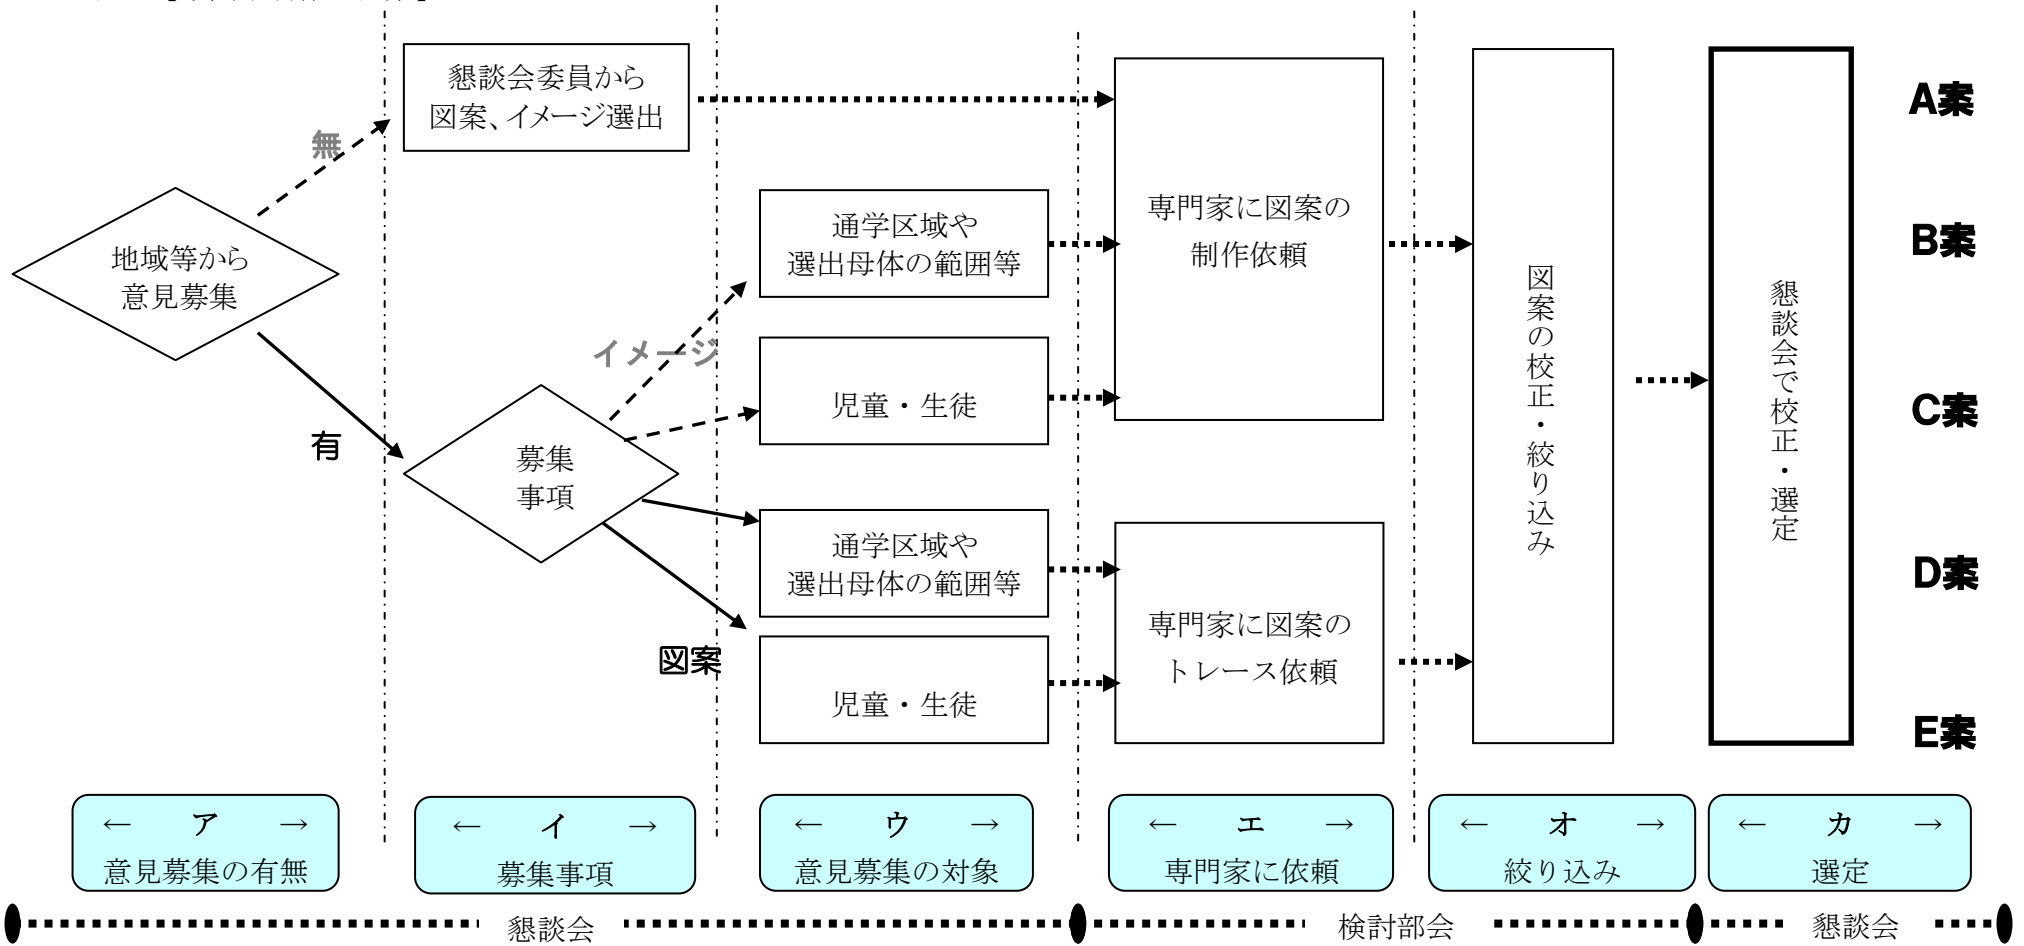 懇談会委員から
図案、イメージ選出
無
地域等から
意見募集
有
募集
事項
イメージ
図案
通学区域や
選出母体の範囲等
児童・生徒
通学区域や
選出母体の範囲等
児童・生徒
専門家に図案の
制作依頼
専門家に図案の
トレース依頼
図案の校正・絞り込み
懇談会で校正・選定
A案
B案
C案
D案
E案
← ア →
意見募集の有無
← イ →
募集事項
← ウ →
意見募集の対象
← エ →
専門家に依頼
← オ →
絞り込み
← カ →
選定
懇談会
検討部会
懇談会